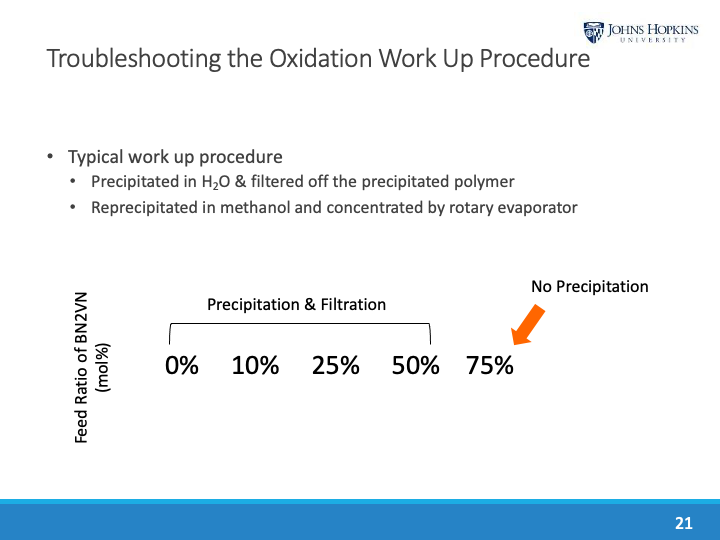 JOHNS HOPKINS
UNIVERSITY
Troubleshooting the Oxidation Work Up Procedure
• Typical work up procedure
• Precipitated in H₂O & filtered off the precipitated polymer
• Reprecipitated in methanol and concentrated by rotary evaporator
No Precipitation
Precipitation & Filtration
Feed Ratio of BN2VN
(mol%)
0% 10% 25% 50% 75%
21